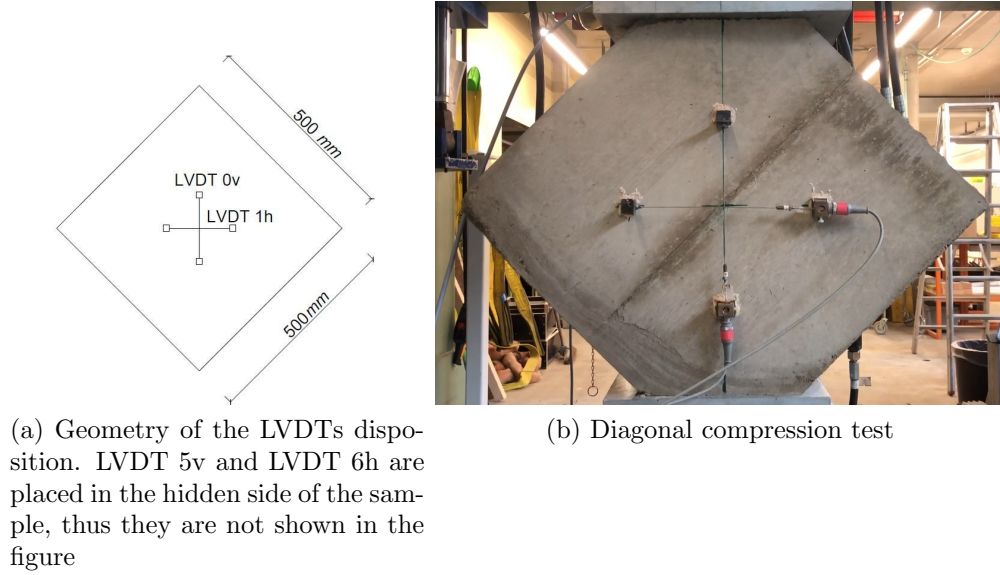 500 mm
LVDT 0v
LVDT 1h
500 mm
(a) Geometry of the LVDTs dispo-
sition. LVDT 5v and LVDT 6h are
placed in the hidden side of the sam-
ple, thus they are not shown in the
figure
(b) Diagonal compression test